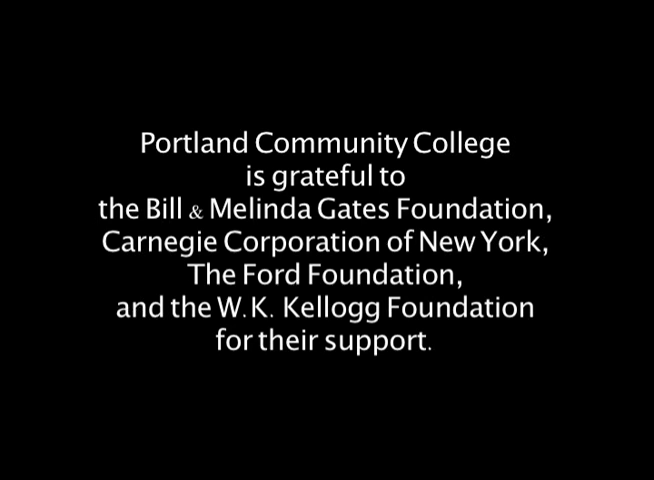 Portland Community College
is grateful to
the Bill & Melinda Gates Foundation,
Carnegie Corporation of New York,
The Ford Foundation,
and the W.K. Kellogg Foundation
for their support.